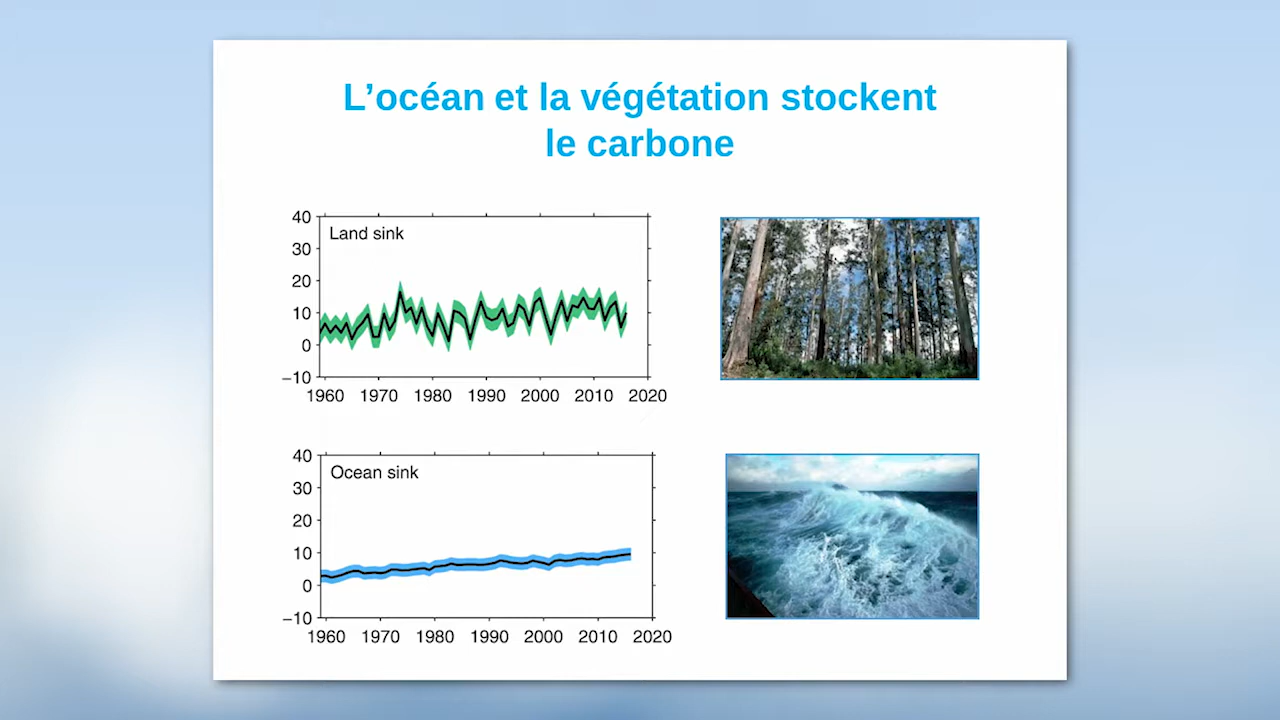 L’océan et la végétation stockent
le carbone
40
30
20
10
0
−10
Land sink
1960 1970 1980 1990 2000 2010 2020
40
30
20
10
0
−10
Ocean sink
1960 1970 1980 1990 2000 2010 2020